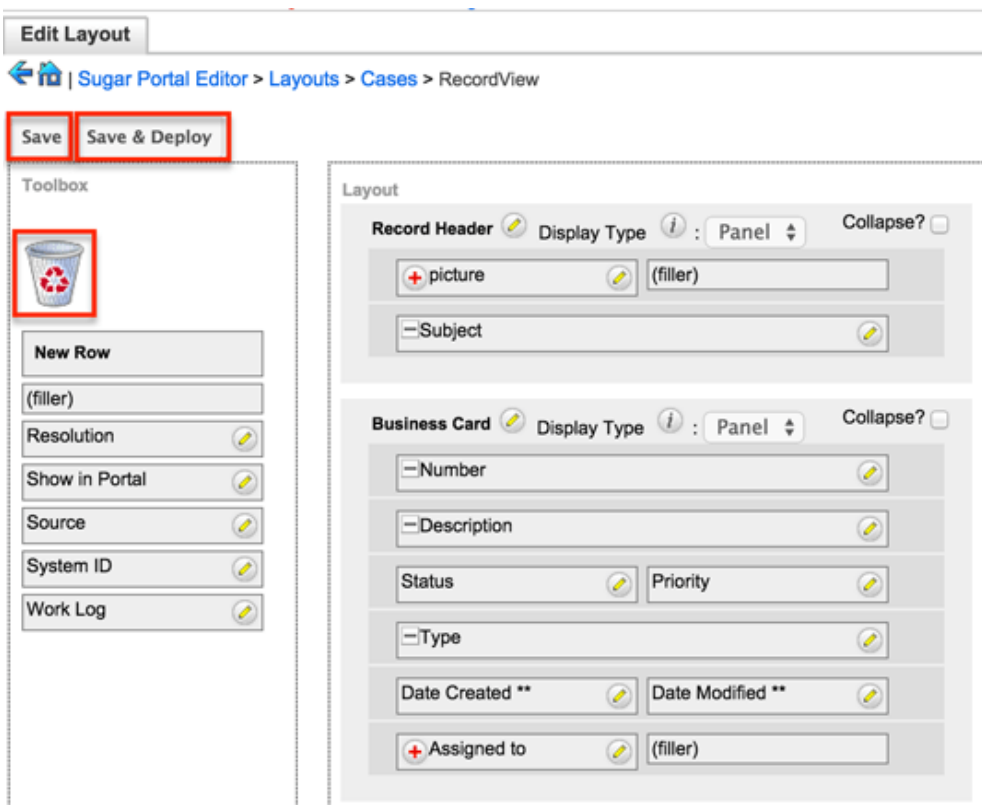 Edit Layout
| Sugar Portal Editor > Layouts > Cases > RecordView
Save Save & Deploy
Toolbox
New Row
(filler)
Resolution
Show in Portal
Source
System ID
Work Log
Layout
Record Header Display Type i : Panel Collapse?
picture (filler)
Subject
Business Card Display Type i : Panel Collapse?
Number
Description
Status Priority
Type
Date Created ** Date Modified **
Assigned to (filler)